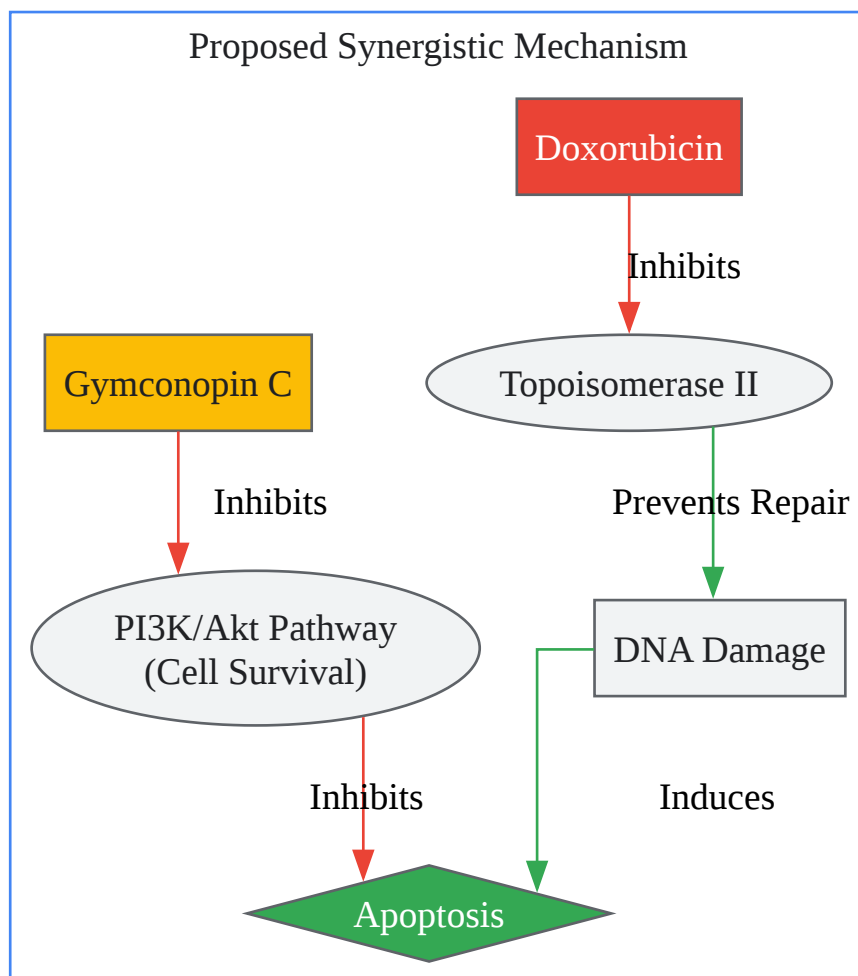 Proposed Synergistic Mechanism
Doxorubicin
Inhibits
Gymconopin C
Topoisomerase II
Inhibits
Prevents Repair
PI3K/Akt Pathway
(Cell Survival)
DNA Damage
Inhibits
Induces
Apoptosis